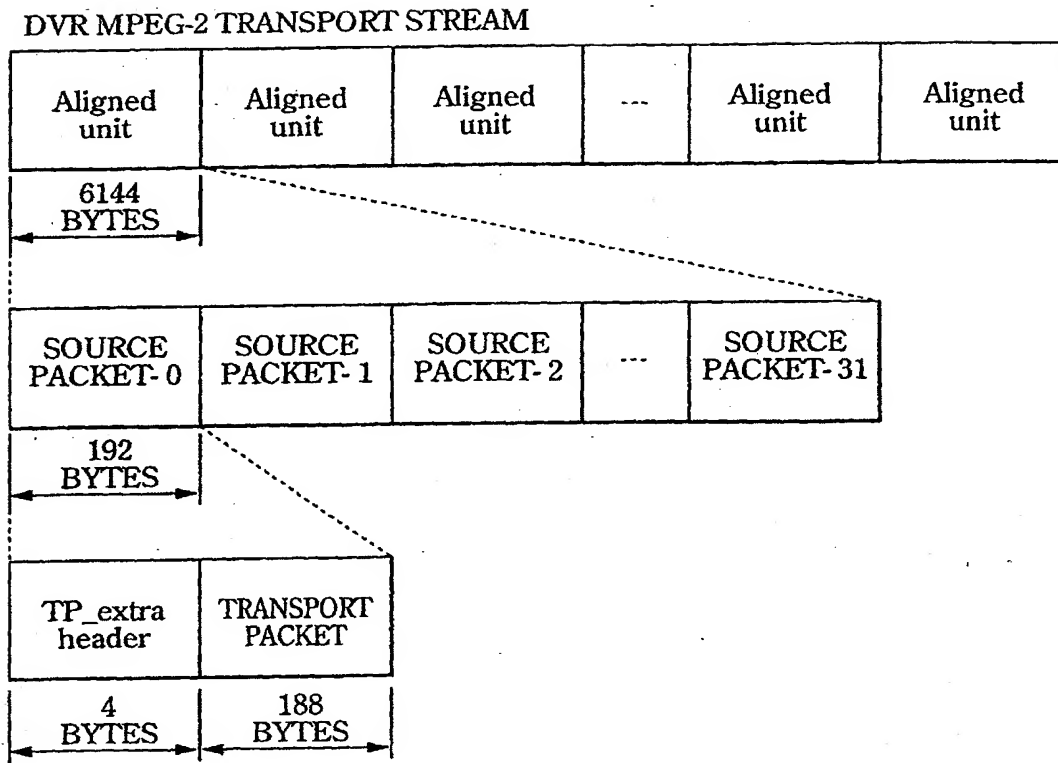 DVR MPEG-2 TRANSPORT STREAM
Aligned unit
Aligned unit
Aligned unit
---
Aligned unit
Aligned unit
6144
BYTES
SOURCE
PACKET- 0
SOURCE
PACKET- 1
SOURCE
PACKET- 2
---
SOURCE
PACKET- 31
192
BYTES
TP_extra
header
TRANSPORT
PACKET
4
BYTES
188
BYTES